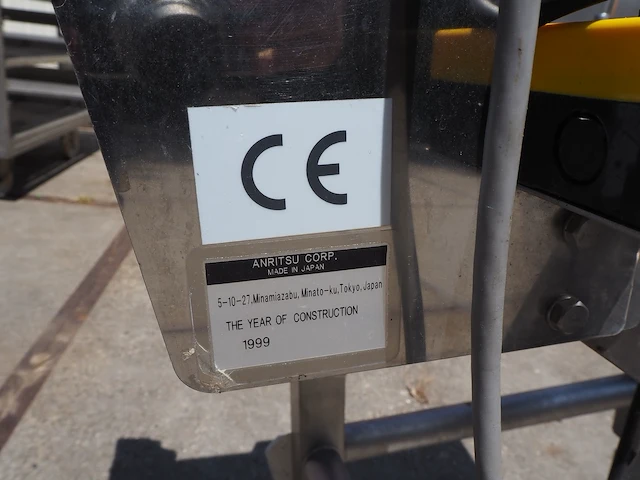 CE
ANRITSU CORP.
MADE IN JAPAN
5-10-27,Minamiazabu,Minato-ku,Tokyo,Japan
THE YEAR OF CONSTRUCTION
1999